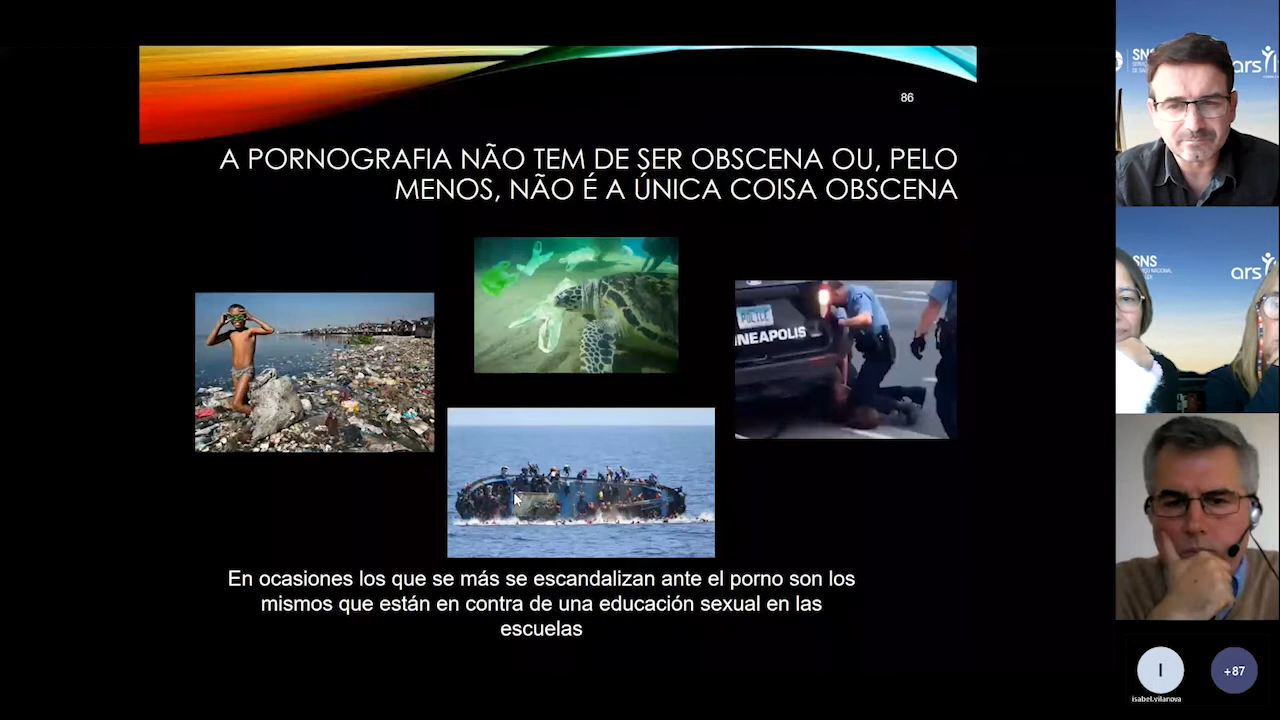 86
A PORNOGRAFIA NÃO TEM DE SER OBSCENA OU, PELO
MENOS, NÃO É A ÚNICA COISA OBSCENA
POLICE
NNEAPOLIS
En ocasiones los que se más se escandalizan ante el porno son los
mismos que están en contra de una educación sexual en las
escuelas
SNS
ars
SNS
ars
I
+87
isabel.vilanova